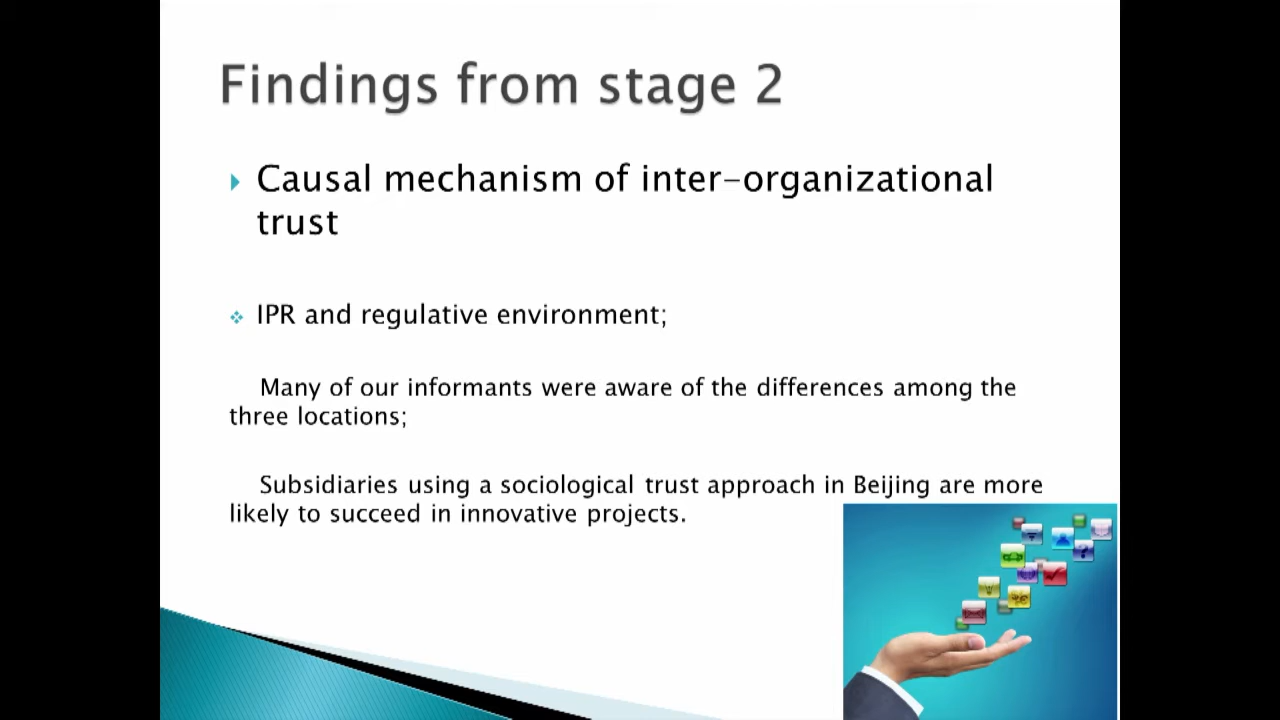 Findings from stage 2
Causal mechanism of inter-organizational
trust
IPR and regulative environment;
Many of our informants were aware of the differences among the
three locations;
Subsidiaries using a sociological trust approach in Beijing are more
likely to succeed in innovative projects.